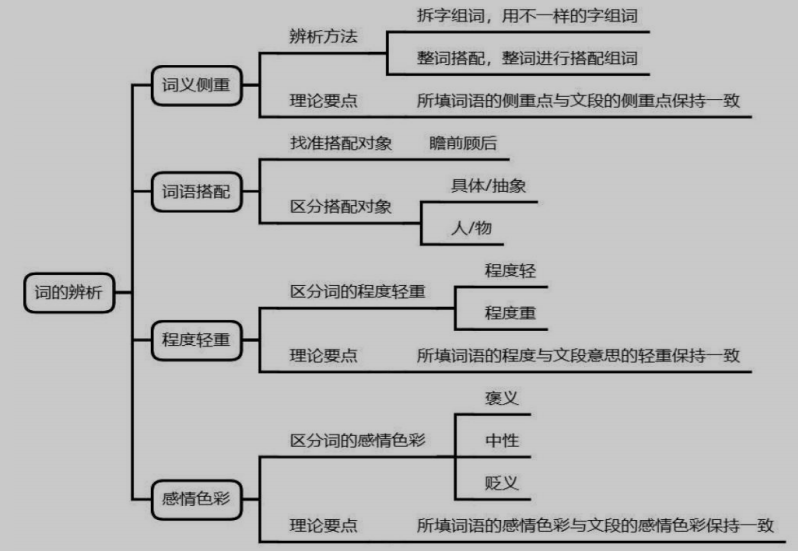 词的辨析
词义侧重
辨析方法
拆字组词，用不一样的字组词
整词搭配，整词进行搭配组词
理论要点
所填词语的侧重点与文段的侧重点保持一致
词语搭配
找准搭配对象
瞻前顾后
区分搭配对象
具体/抽象
人/物
程度轻重
区分词的程度轻重
程度轻
程度重
理论要点
所填词语的程度与文段意思的轻重保持一致
感情色彩
区分词的感情色彩
褒义
中性
贬义
理论要点
所填词语的感情色彩与文段的感情色彩保持一致